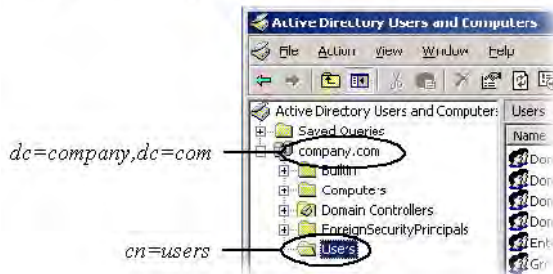 Active Directory Users and Computers
File Action View Window Help
Active Directory Users and Computers Users
Saved Queries Name
dc=company,dc=com company.com
Builtin
Computers
Domain Controllers
ForeignSecurityPrincipals
cn=users Users